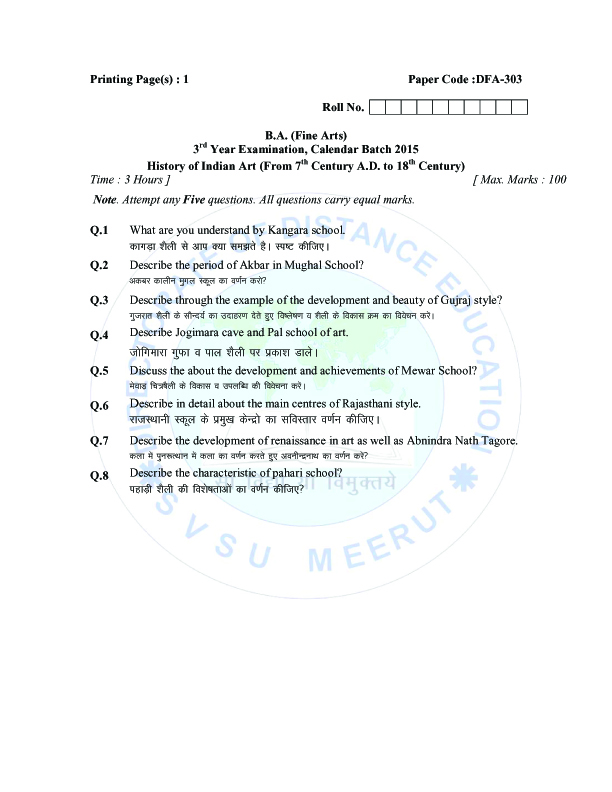 Printing Page(s) : 1 Paper Code :DFA-303
Roll No.
B.A. (Fine Arts)
3rd Year Examination, Calendar Batch 2015
History of Indian Art (From 7th Century A.D. to 18th Century)
Time : 3 Hours ] [ Max. Marks : 100
Note. Attempt any Five questions. All questions carry equal marks.
Q.1 What are you understand by Kangara school.
कागड़ा शैली से आप क्या समझते है। स्पष्ट कीजिए।
Q.2 Describe the period of Akbar in Mughal School?
अकबर कालीन मुगल स्कूल का वर्णन करो?
Q.3 Describe through the example of the development and beauty of Gujraj style?
गुजरात शैली के सौन्दर्य का उदाहरण देते हुए विष्लेषण व शैली के विकास क्रम का विवेचन करें।
Q.4 Describe Jogimara cave and Pal school of art.
जोगिमारा गुफा व पाल शैली पर प्रकाश डाले।
Q.5 Discuss the about the development and achievements of Mewar School?
मेवाड़ चित्रषैली के विकास व उपलब्धि की विवेचना करें।
Q.6 Describe in detail about the main centres of Rajasthani style.
राजस्थानी स्कूल के प्रमुख केन्द्रो का सविस्तार वर्णन कीजिए।
Q.7 Describe the development of renaissance in art as well as Abnindra Nath Tagore.
कला में पुनरूत्थान में कला का वर्णन करते हुए अवनीन्द्रनाथ का वर्णन करें?
Q.8 Describe the characteristic of pahari school?
पहाड़ी शैली की विशेषताओं का वर्णन कीजिए?
DIRECTORATE OF DISTANCE EDUCATION
सा विद्या या विमुक्तये
SVSU MEERUT